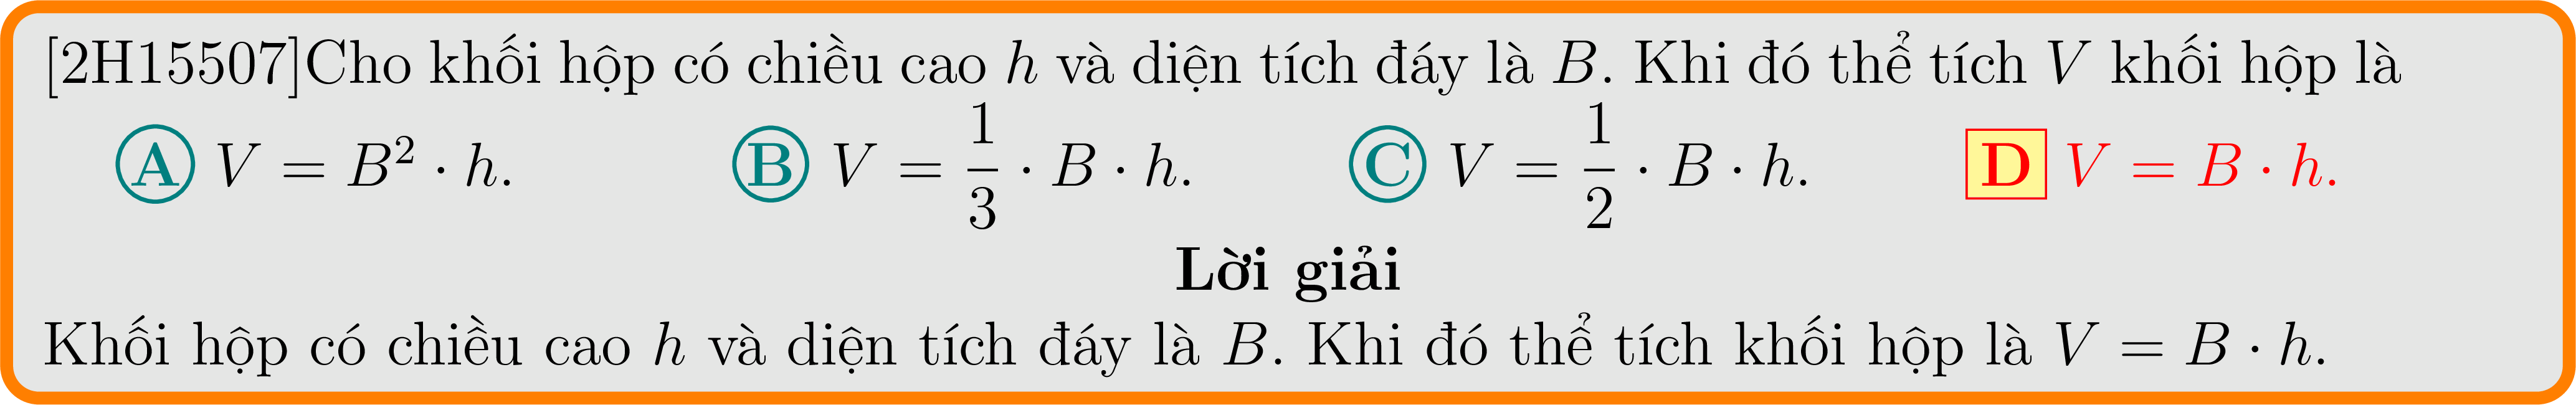 [2H15507]Cho khối hộp có chiều cao h và diện tích đáy là B. Khi đó thể tích V khối hộp là
A V = B² · h. B V = 1/3 · B · h. C V = 1/2 · B · h. D V = B · h.
Lời giải
Khối hộp có chiều cao h và diện tích đáy là B. Khi đó thể tích khối hộp là V = B · h.